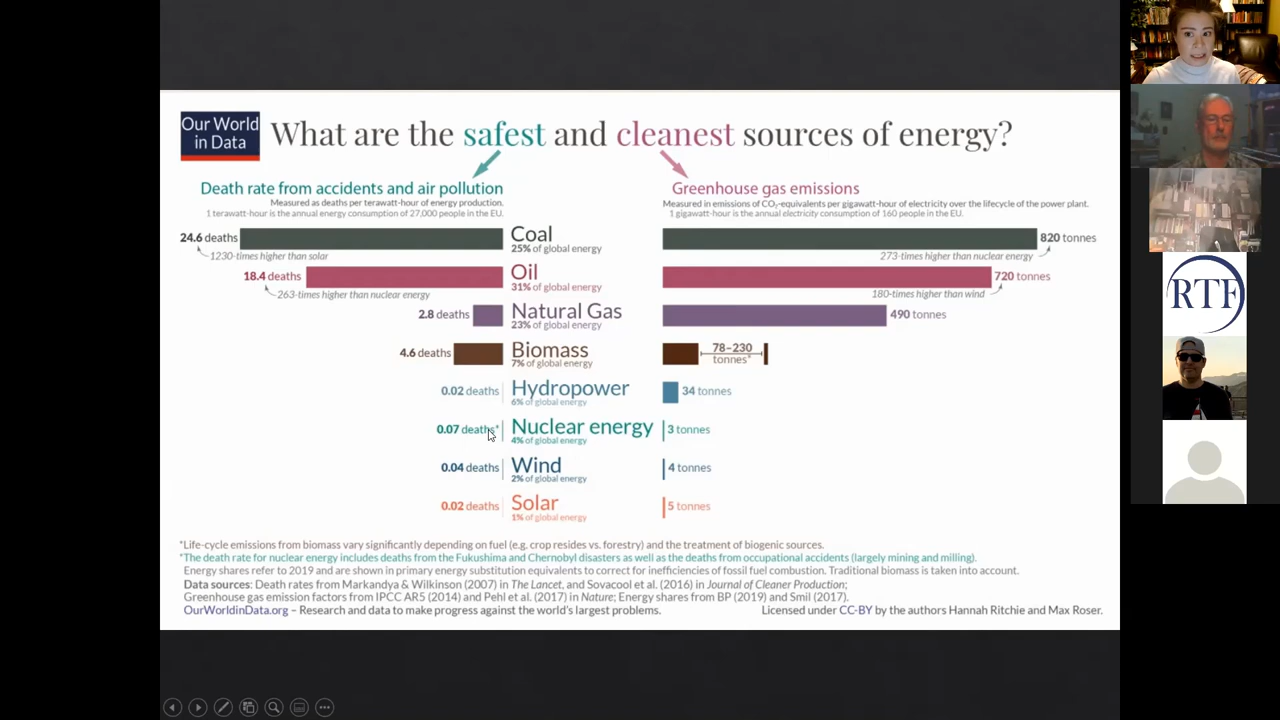 Our World
in Data
What are the safest and cleanest sources of energy?
Death rate from accidents and air pollution
Measured as deaths per terawatt-hour of energy production.
1 terawatt-hour is the annual energy consumption of 27,000 people in the EU.
Greenhouse gas emissions
Measured in emissions of CO₂-equivalents per gigawatt-hour of electricity over the lifecycle of the power plant.
1 gigawatt-hour is the annual electricity consumption of 160 people in the EU.
24.6 deaths
Coal
25% of global energy
820 tonnes
1230-times higher than solar
273-times higher than nuclear energy
18.4 deaths
Oil
31% of global energy
720 tonnes
263-times higher than nuclear energy
180-times higher than wind
2.8 deaths
Natural Gas
23% of global energy
490 tonnes
4.6 deaths
Biomass
7% of global energy
78–230
tonnes*
0.02 deaths
Hydropower
6% of global energy
34 tonnes
0.07 deaths*
Nuclear energy
4% of global energy
3 tonnes
0.04 deaths
Wind
2% of global energy
4 tonnes
0.02 deaths
Solar
1% of global energy
5 tonnes
*Life-cycle emissions from biomass vary significantly depending on fuel (e.g. crop resides vs. forestry) and the treatment of biogenic sources.
*The death rate for nuclear energy includes deaths from the Fukushima and Chernobyl disasters as well as the deaths from occupational accidents (largely mining and milling).
Energy shares refer to 2019 and are shown in primary energy substitution equivalents to correct for inefficiencies of fossil fuel combustion. Traditional biomass is taken into account.
Data sources: Death rates from Markandya & Wilkinson (2007) in The Lancet, and Sovacool et al. (2016) in Journal of Cleaner Production;
Greenhouse gas emission factors from IPCC AR5 (2014) and Pehl et al. (2017) in Nature; Energy shares from BP (2019) and Smil (2017).
OurWorldinData.org – Research and data to make progress against the world's largest problems.
Licensed under CC-BY by the authors Hannah Ritchie and Max Roser.
RTF